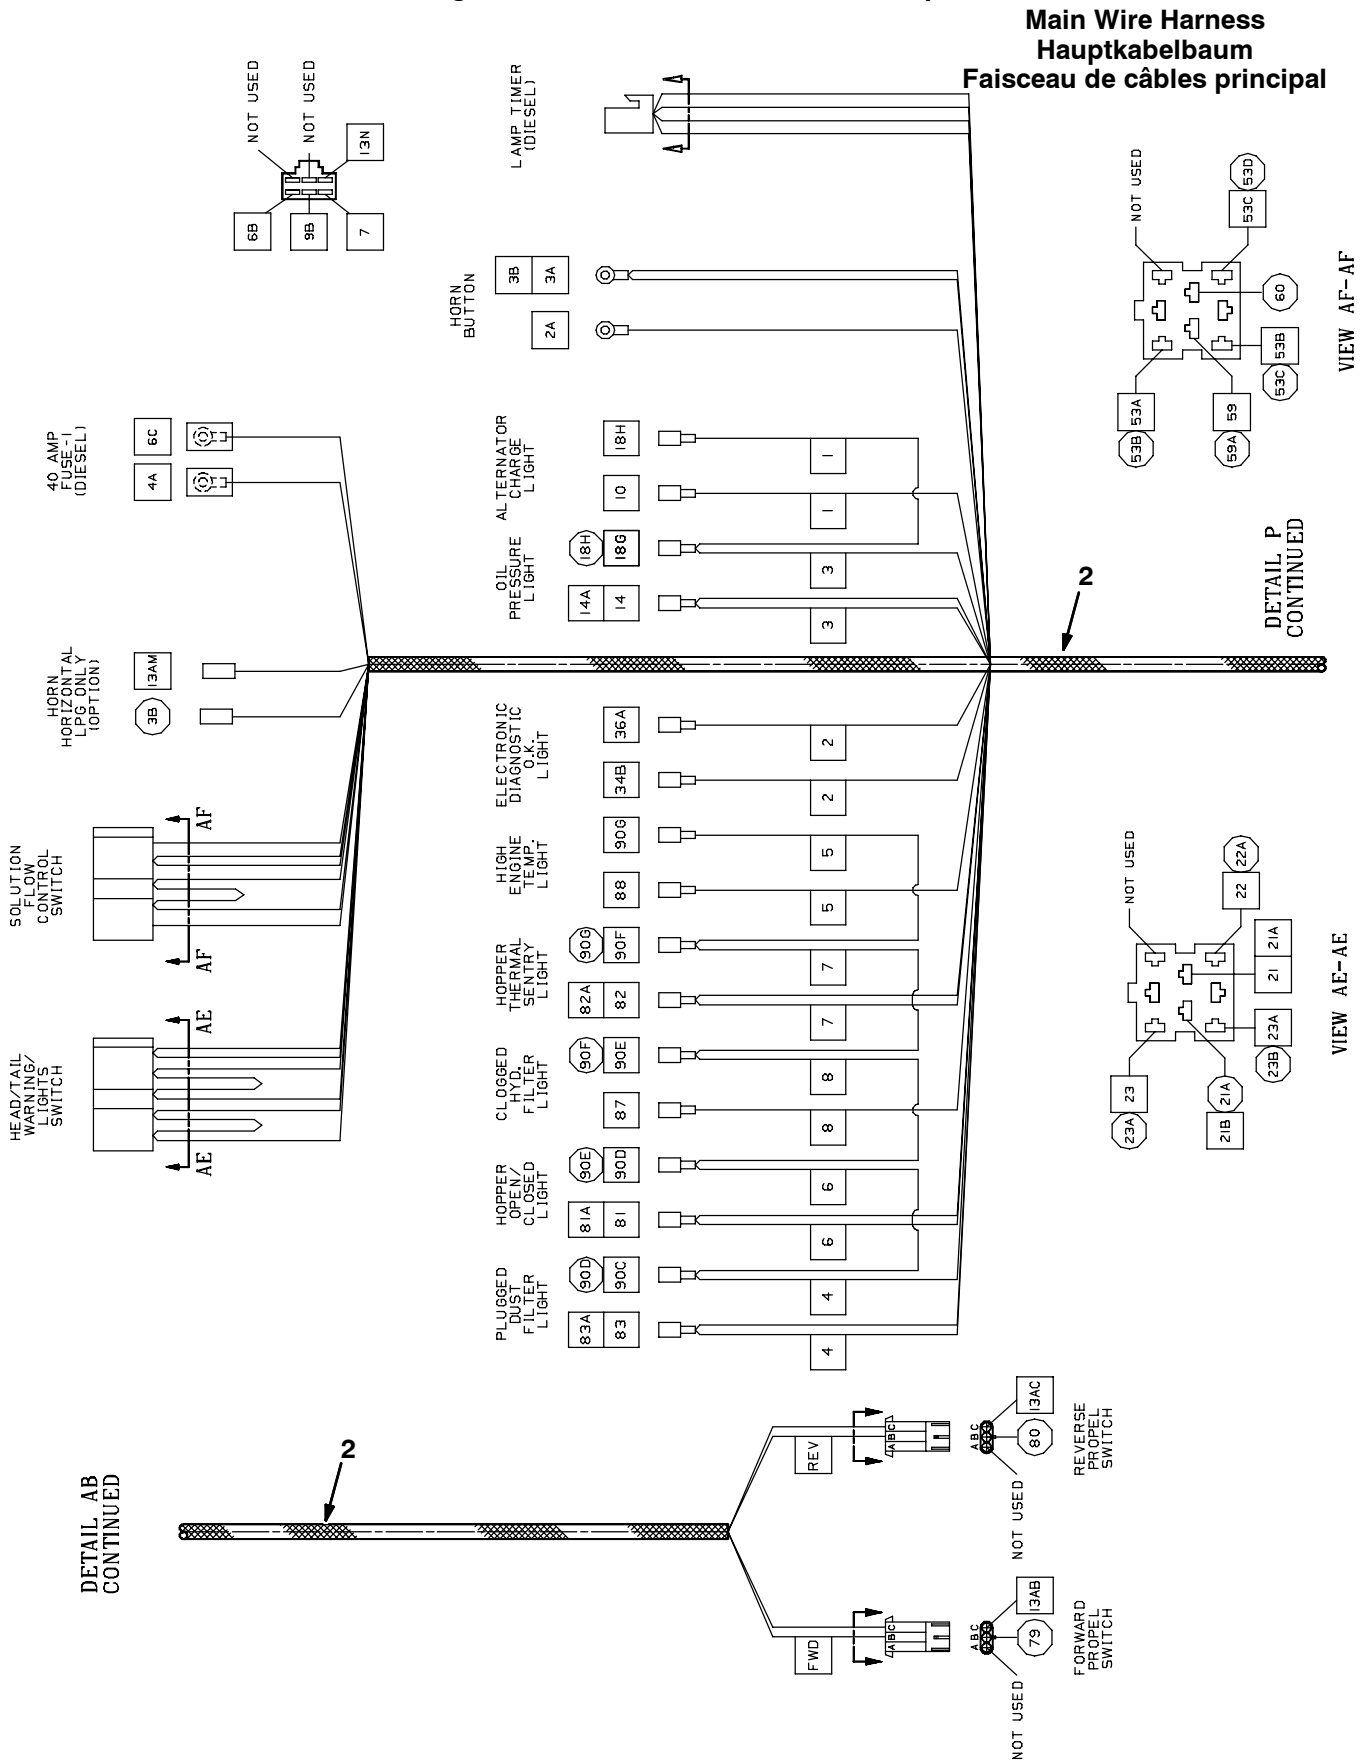 Main Wire Harness
Hauptkabelbaum
Faisceau de câbles principal
NOT USED
NOT USED
13N
6B
9B
7
LAMP TIMER
(DIESEL)
HORN
BUTTON
3B
3A
2A
40 AMP
FUSE-1
(DIESEL)
6C
4A
HORN
HORIZONTAL
LPG ONLY
(OPTION)
13AM
3B
SOLUTION
FLOW
CONTROL
SWITCH
AF
AF
HEAD/TAIL
WARNING/
LIGHTS
SWITCH
AE
AE
ALTERNATOR
CHARGE
LIGHT
18H
10
1
1
OIL
PRESSURE
LIGHT
18H
18G
14A
14
3
3
ELECTRONIC
DIAGNOSTIC
O.K.
LIGHT
36A
34B
2
2
HIGH
ENGINE
TEMP.
LIGHT
90G
88
5
5
HOPPER
THERMAL
SENTRY
LIGHT
90G
90F
82A
82
7
7
CLOGGED
HYD.
FILTER
LIGHT
90F
90E
87
8
8
HOPPER
OPEN/
CLOSED
LIGHT
90E
90D
81A
81
6
6
PLUGGED
DUST
FILTER
LIGHT
90D
90C
83A
83
4
4
2
DETAIL P
CONTINUED
NOT USED
53D
53C
60
53B
53C
53A
53B
59
59A
VIEW AF-AF
NOT USED
22A
22
21A
21
23A
23B
23
23A
21A
21B
VIEW AE-AE
DETAIL AB
CONTINUED
2
REV
A B C
A B C
13AC
80
NOT USED
REVERSE
PROPEL
SWITCH
FWD
A B C
A B C
13AB
79
NOT USED
FORWARD
PROPEL
SWITCH